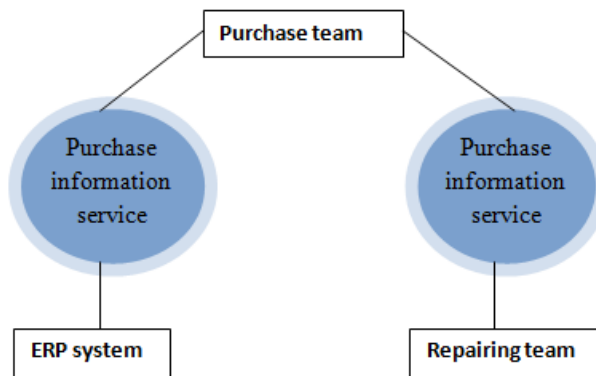 Purchase team
Purchase
information
service
Purchase
information
service
ERP system
Repairing team